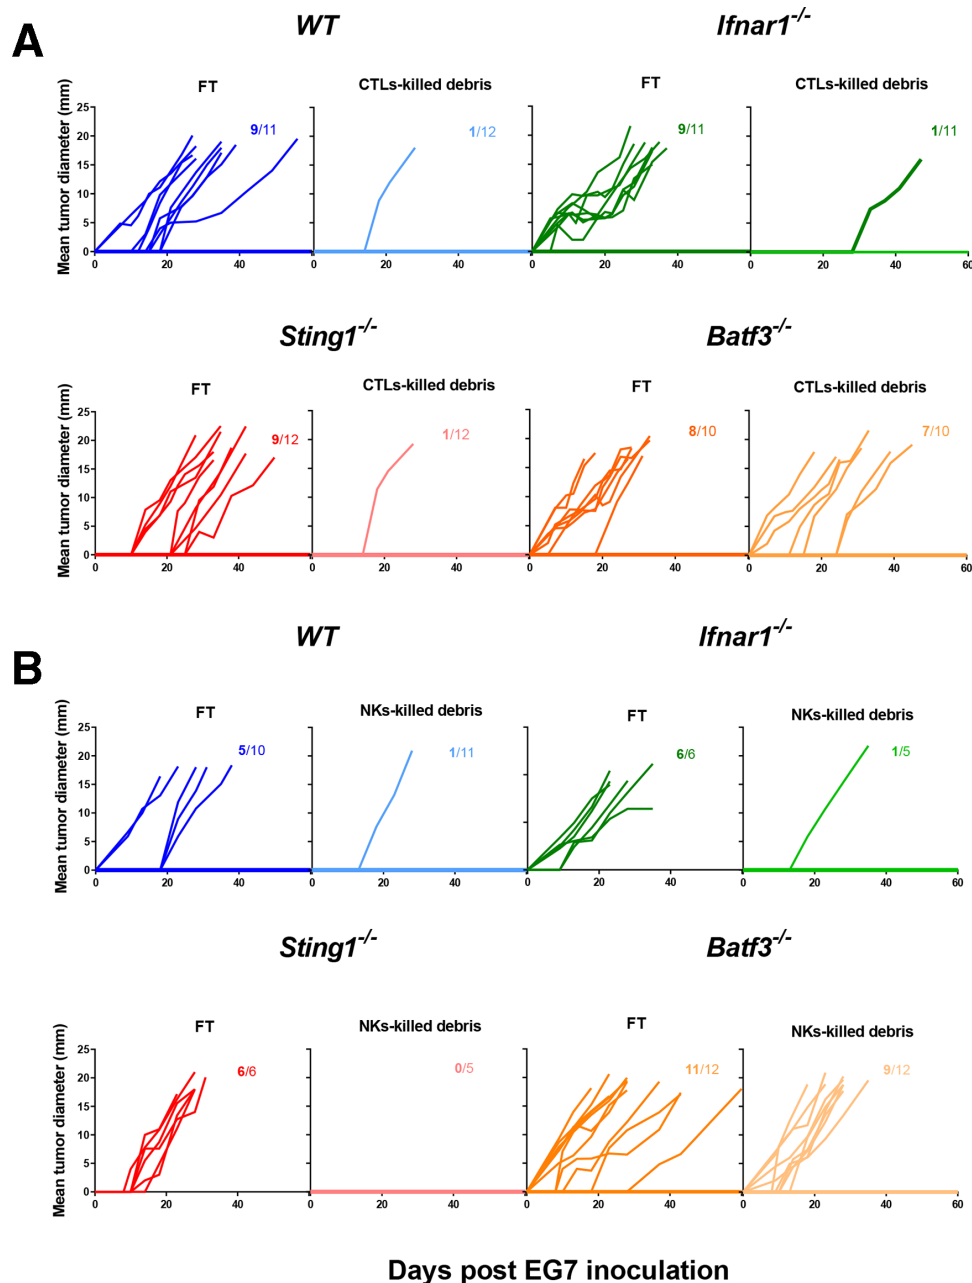 A
WT
Ifnar1-/-
FT
CTLs-killed debris
FT
CTLs-killed debris
Mean tumor diameter (mm)
25
20
15
10
5
0
9/11
1/12
9/11
1/11
0 20 40
0 20 40
0 20 40
0 20 40 60
Sting1-/-
Batf3-/-
FT
CTLs-killed debris
FT
CTLs-killed debris
Mean tumor diameter (mm)
25
20
15
10
5
0
9/12
1/12
8/10
7/10
0 20 40
0 20 40
0 20 40
0 20 40 60
B
WT
Ifnar1-/-
FT
NKs-killed debris
FT
NKs-killed debris
Mean tumor diameter (mm)
25
20
15
10
5
0
5/10
1/11
6/6
1/5
0 20 40
0 20 40
0 20 40
0 20 40 60
Sting1-/-
Batf3-/-
FT
NKs-killed debris
FT
NKs-killed debris
Mean tumor diameter (mm)
25
20
15
10
5
0
6/6
0/5
11/12
9/12
0 20 40
0 20 40
0 20 40
0 20 40 60
Days post EG7 inoculation